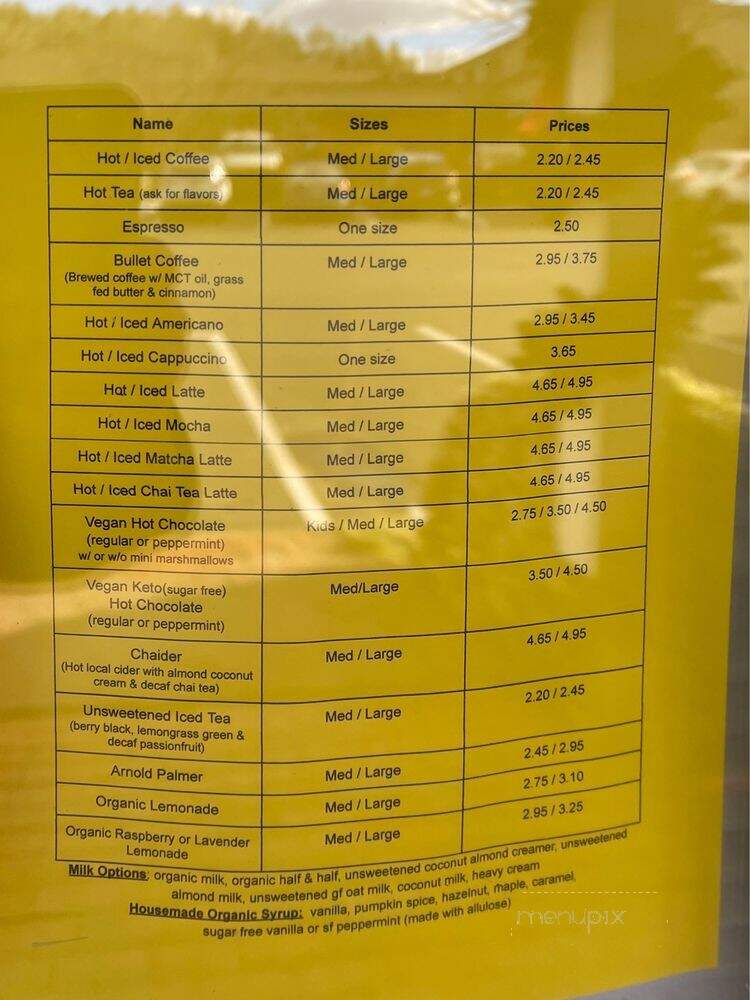 Name Sizes Prices
Hot / Iced Coffee Med / Large 2.20 / 2.45
Hot Tea (ask for flavors) Med / Large 2.20 / 2.45
Espresso One size 2.50
Bullet Coffee Med / Large 2.95 / 3.75
(Brewed coffee w/ MCT oil, grass
fed butter & cinnamon)
Hot / Iced Americano Med / Large 2.95 / 3.45
Hot / Iced Cappuccino One size 3.65
Hot / Iced Latte Med / Large 4.65 / 4.95
Hot / Iced Mocha Med / Large 4.65 / 4.95
Hot / Iced Matcha Latte Med / Large 4.65 / 4.95
Hot / Iced Chai Tea Latte Med / Large 4.65 / 4.95
Vegan Hot Chocolate Kids / Med / Large 2.75 / 3.50 / 4.50
(regular or peppermint)
w/ or w/o mini marshmallows
Vegan Keto(sugar free) Med/Large 3.50 / 4.50
Hot Chocolate
(regular or peppermint)
Chaider Med / Large 4.65 / 4.95
(Hot local cider with almond coconut
cream & decaf chai tea)
Unsweetened Iced Tea Med / Large 2.20 / 2.45
(berry black, lemongrass green &
decaf passionfruit)
Arnold Palmer Med / Large 2.45 / 2.95
Organic Lemonade Med / Large 2.75 / 3.10
Organic Raspberry or Lavender Med / Large 2.95 / 3.25
Lemonade
Milk Options: organic milk, organic half & half, unsweetened coconut almond creamer, unsweetened
almond milk, unsweetened gf oat milk, coconut milk, heavy cream
Housemade Organic Syrup: vanilla, pumpkin spice, hazelnut, maple, caramel,
sugar free vanilla or sf peppermint (made with allulose)
menupix